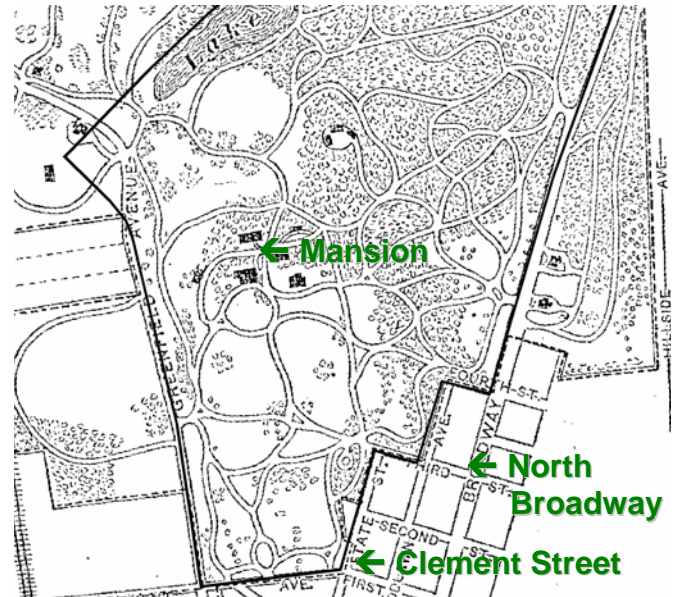 Lake
AVENUE
GREENFIELD
← Mansion
AVE.
HILLSIDE
FOURTH ST.
AVE.
BROADWAY
THIRD ST.
← North
Broadway
STATE ST.
SECOND ST.
← Clement Street
AVE.
FIRST